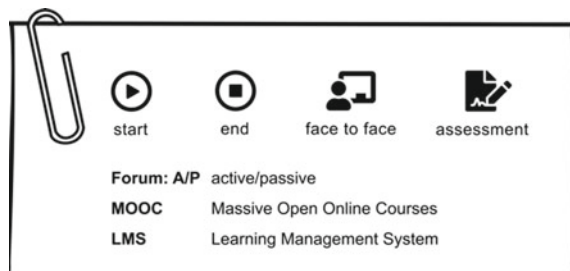 start end face to face assessment
Forum: A/P active/passive
MOOC Massive Open Online Courses
LMS Learning Management System